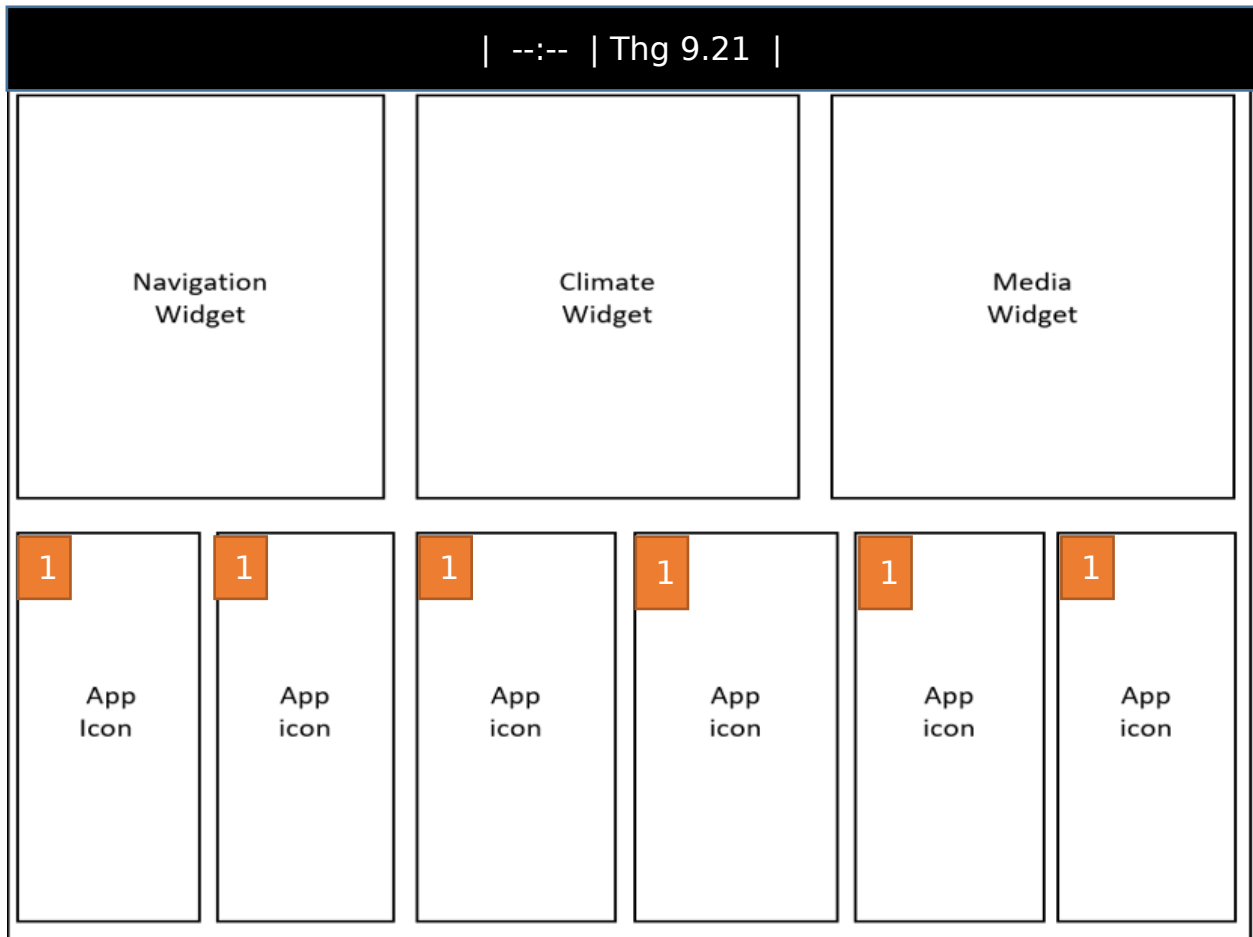 | --:-- | Thg 9.21 |
Navigation
Widget
Climate
Widget
Media
Widget
1
App
Icon
1
App
icon
1
App
icon
1
App
icon
1
App
icon
1
App
icon